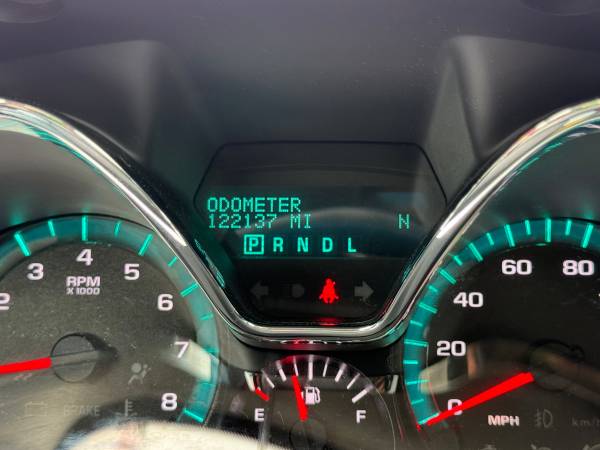 ODOMETER
122137 MI N
P R N D L
2 3 4 5 6 7 8
RPM
X 1000
BRAKE
E F
0 20 40 60 80
MPH
km/h